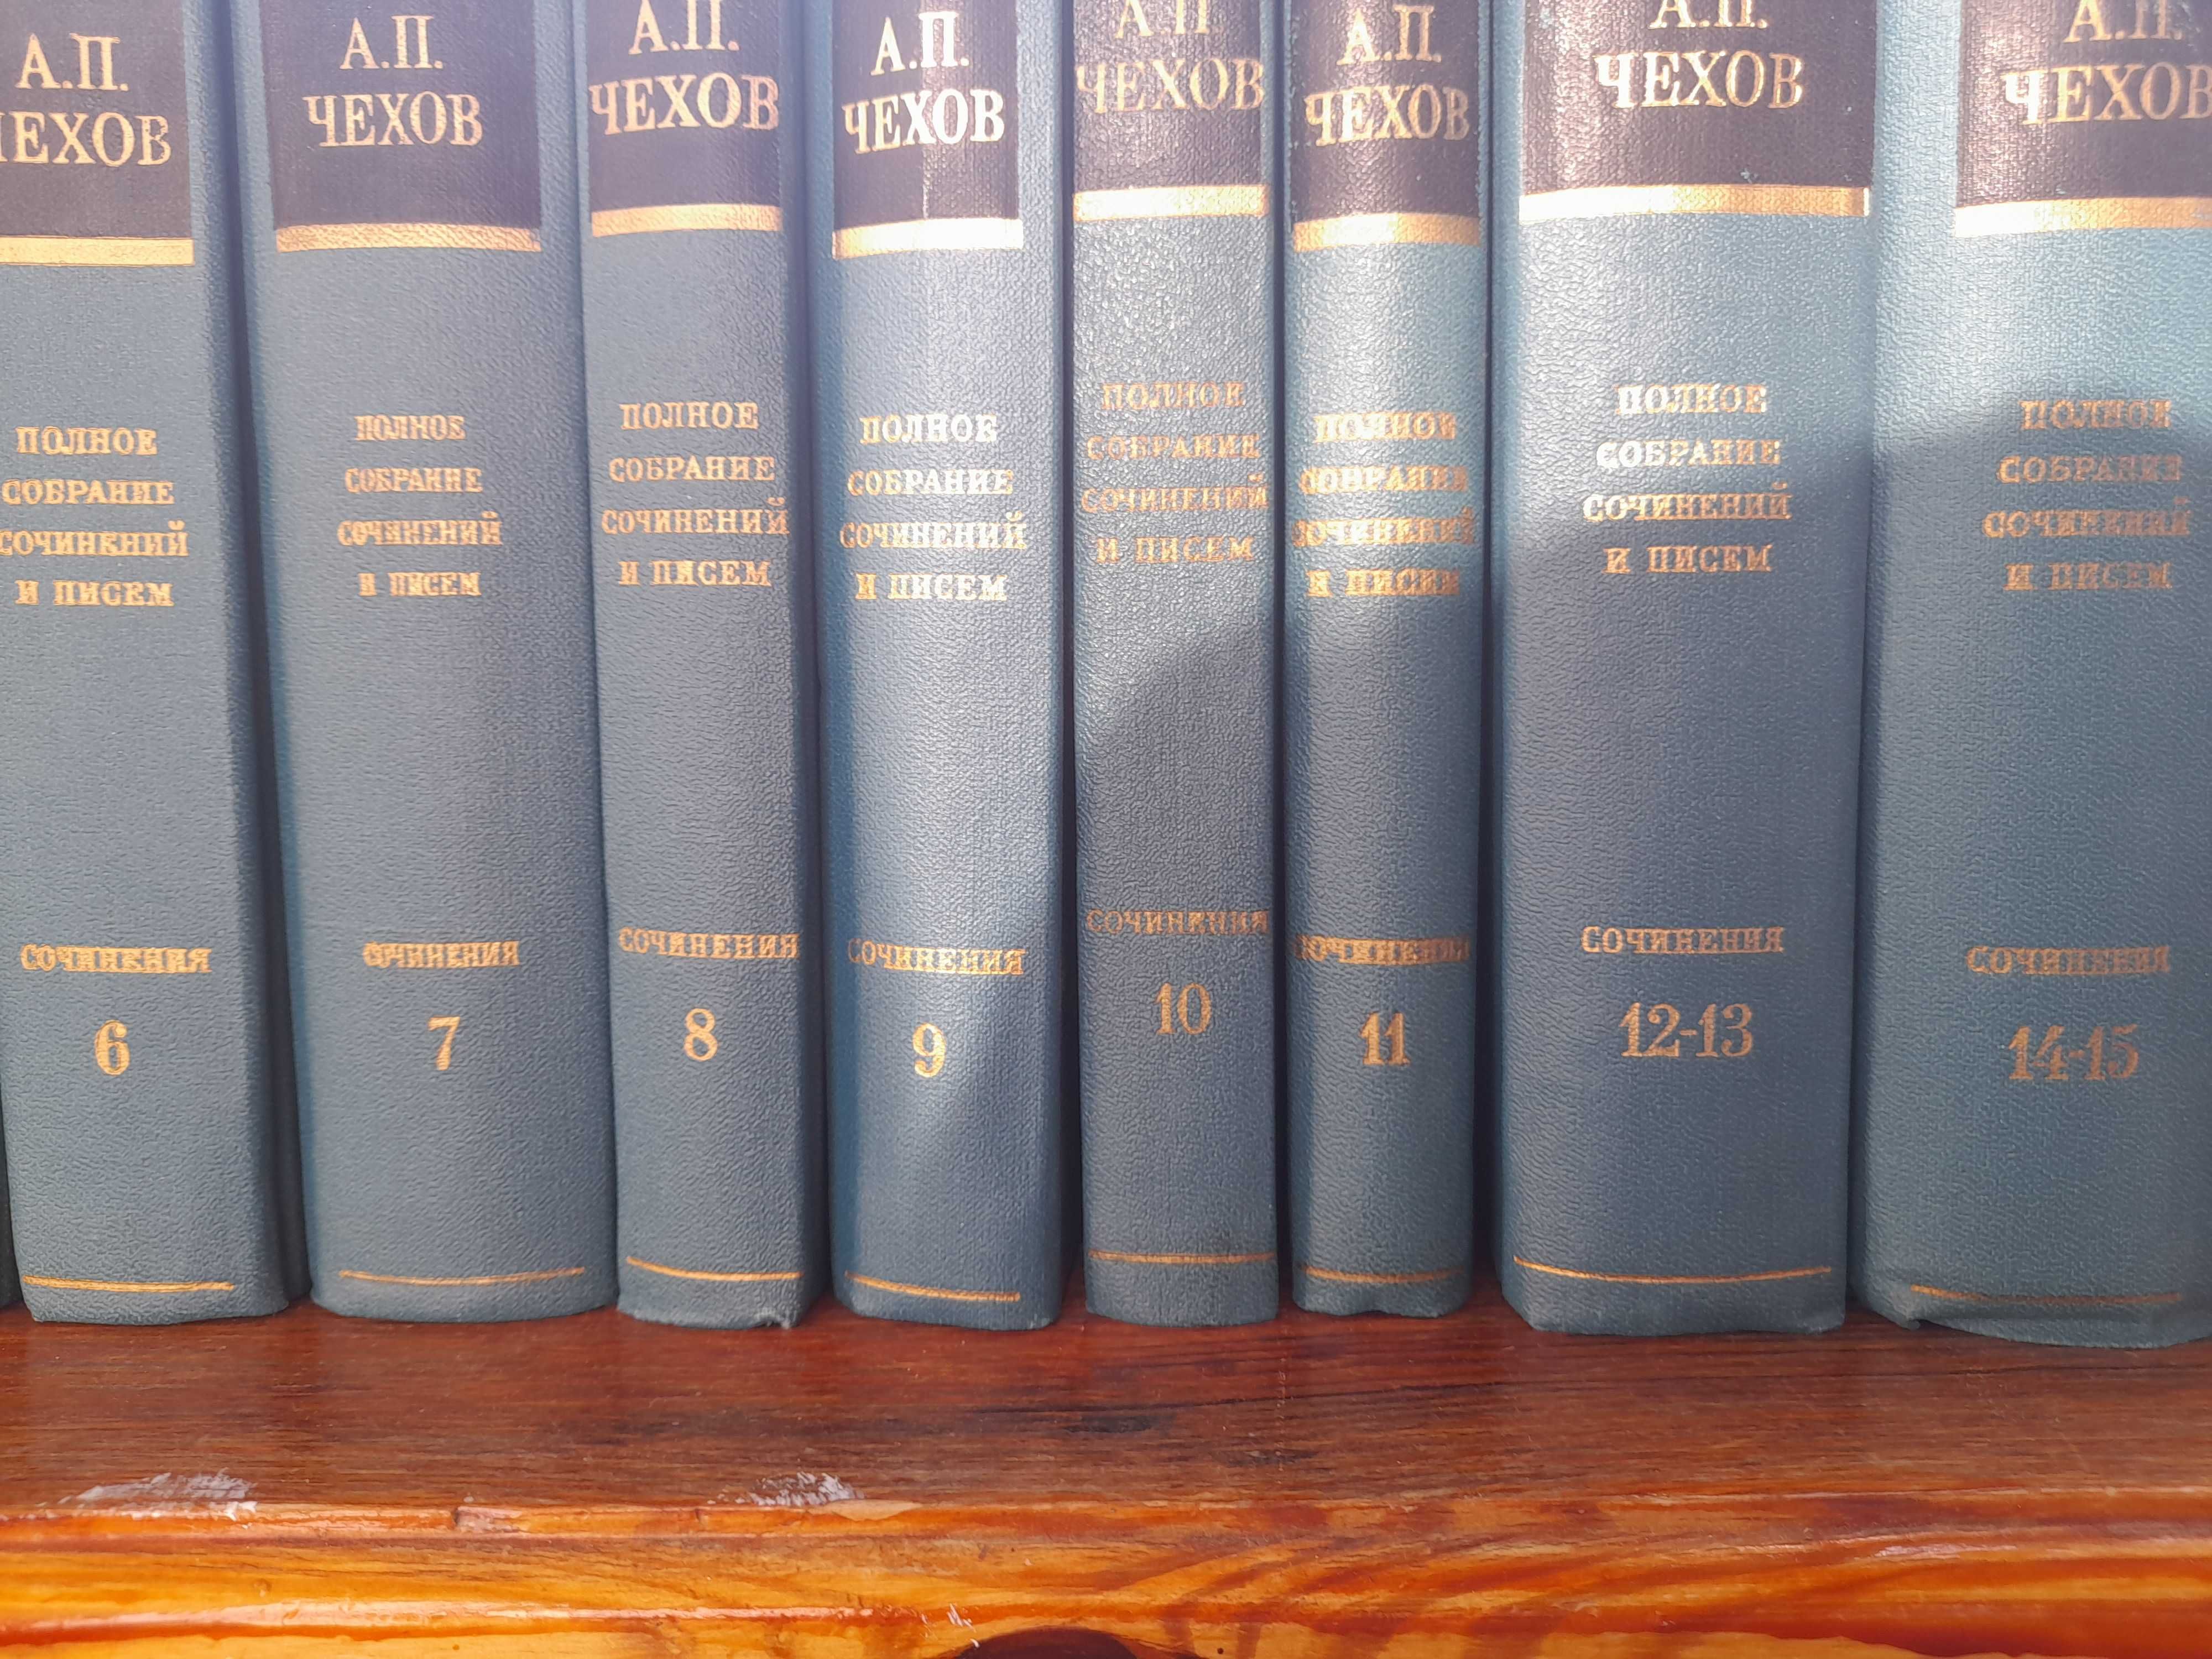 А.П.
ЧЕХОВ
ПОЛНОЕ
СОБРАНИЕ
СОЧИНЕНИЙ
И ПИСЕМ
СОЧИНЕНИЯ
6
А.П.
ЧЕХОВ
ПОЛНОЕ
СОБРАНИЕ
СОЧИНЕНИЙ
И ПИСЕМ
СОЧИНЕНИЯ
7
А.П.
ЧЕХОВ
ПОЛНОЕ
СОБРАНИЕ
СОЧИНЕНИЙ
И ПИСЕМ
СОЧИНЕНИЯ
8
А.П.
ЧЕХОВ
ПОЛНОЕ
СОБРАНИЕ
СОЧИНЕНИЙ
И ПИСЕМ
СОЧИНЕНИЯ
9
А.П.
ЧЕХОВ
ПОЛНОЕ
СОБРАНИЕ
СОЧИНЕНИЙ
И ПИСЕМ
СОЧИНЕНИЯ
10
А.П.
ЧЕХОВ
ПОЛНОЕ
СОБРАНИЕ
СОЧИНЕНИЙ
И ПИСЕМ
СОЧИНЕНИЯ
11
А.П.
ЧЕХОВ
ПОЛНОЕ
СОБРАНИЕ
СОЧИНЕНИЙ
И ПИСЕМ
СОЧИНЕНИЯ
12-13
А.П.
ЧЕХОВ
ПОЛНОЕ
СОБРАНИЕ
СОЧИНЕНИЙ
И ПИСЕМ
СОЧИНЕНИЯ
14-15